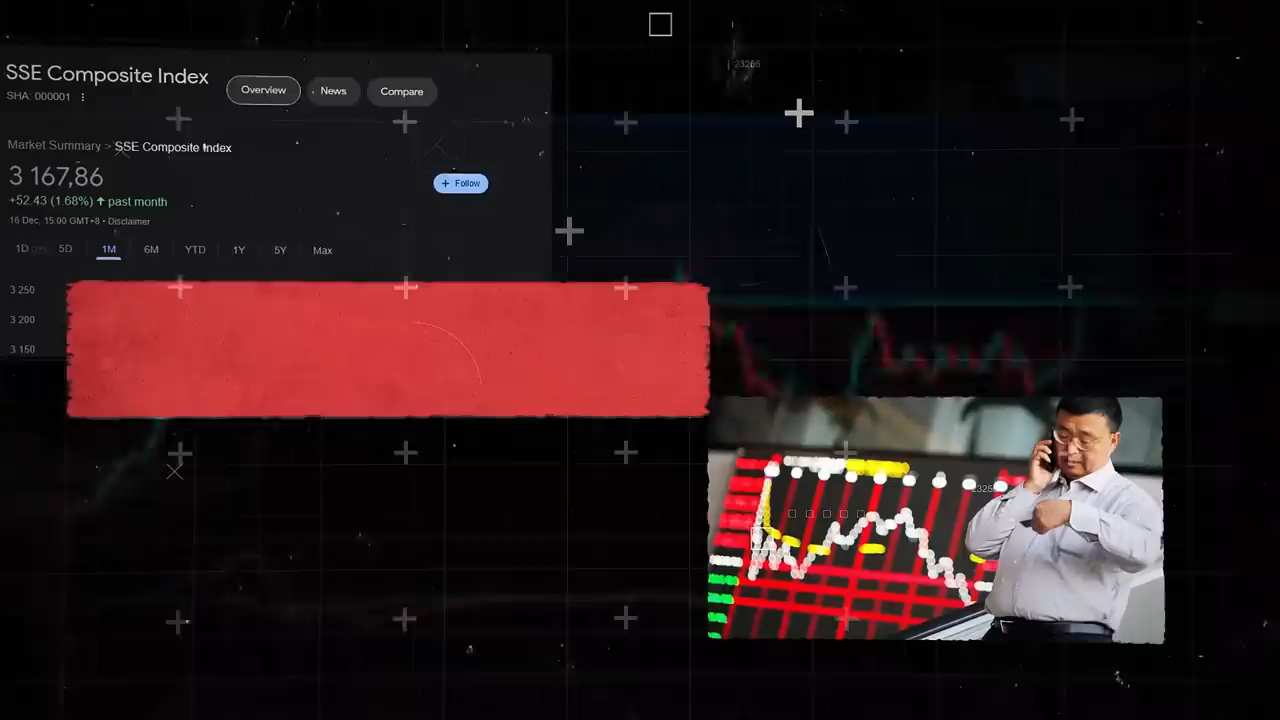 23255
SSE Composite Index
SHA: 000001
Overview
News
Compare
Market Summary > SSE Composite Index
3 167,86
+52.43 (1.68%) ↑ past month
+ Follow
16 Dec, 15:00 GMT+8 • Disclaimer
1D 5D 1M 6M YTD 1Y 5Y Max
3 250
3 200
3 150